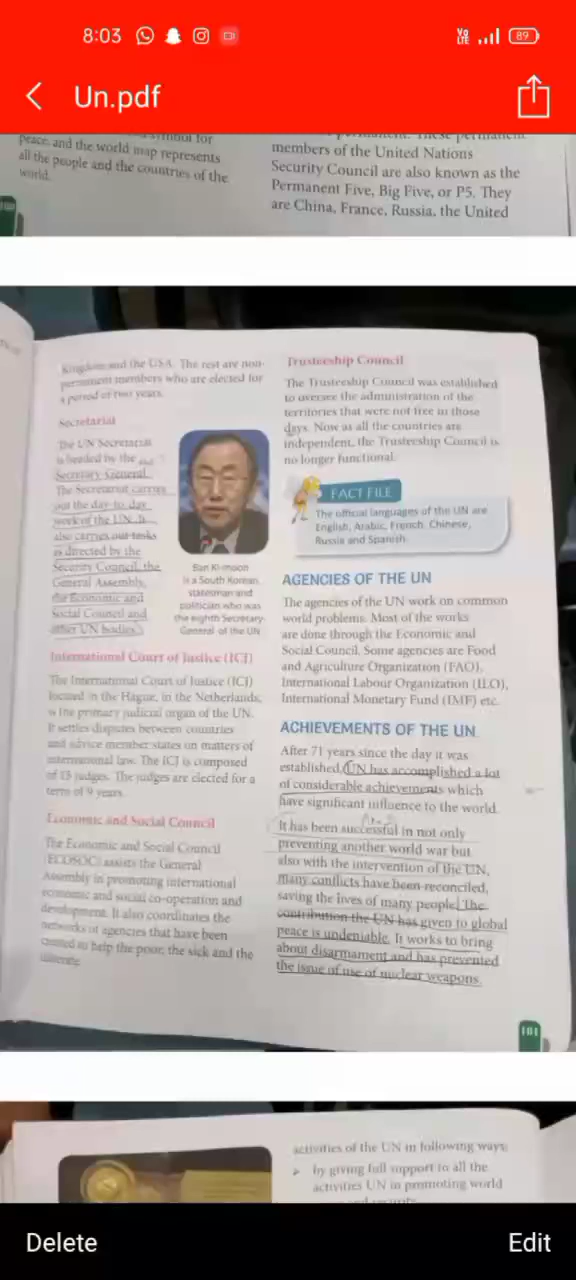 8:03
89
Un.pdf
peace, and the world map represents
all the people and the countries of the
world.
members of the United Nations
Security Council are also known as the
Permanent Five, Big Five, or P5. They
are China, France, Russia, the United
Kingdom and the USA. The rest are non-
permanent members who are elected for
a period of two years.
Secretariat
The UN Secretariat
is headed by the
Secretary General.
The Secretariat carries
out the day-to-day
work of the UN. It
also carries out tasks
as directed by the
Security Council, the
General Assembly,
the Economic and
Social Council and
other UN bodies.
Ban Ki-moon
is a South Korean
statesman and
politician who was
the eighth Secretary
General of the UN
International Court of Justice (ICJ)
The International Court of Justice (ICJ)
located in the Hague, in the Netherlands,
is the primary judicial organ of the UN.
It settles disputes between countries
and advice member states on matters of
international law. The ICJ is composed
of 15 judges. The judges are elected for a
term of 9 years.
Economic and Social Council
The Economic and Social Council
(ECOSOC) assists the General
Assembly in promoting international
economic and social co-operation and
development. It also coordinates the
networks of agencies that have been
created to help the poor, the sick and the
illiterate.
Trusteeship Council
The Trusteeship Council was established
to oversee the administration of the
territories that were not free in those
days. Now as all the countries are
independent, the Trusteeship Council is
no longer functional.
FACT FILE
The official languages of the UN are
English, Arabic, French, Chinese,
Russia and Spanish.
AGENCIES OF THE UN
The agencies of the UN work on common
world problems. Most of the works
are done through the Economic and
Social Council. Some agencies are Food
and Agriculture Organization (FAO),
International Labour Organization (ILO),
International Monetary Fund (IMF) etc.
ACHIEVEMENTS OF THE UN
After 71 years since the day it was
established, UN has accomplished a lot
of considerable achievements which
have significant influence to the world.
It has been successful in not only
preventing another world war but
also with the intervention of the UN,
many conflicts have been reconciled,
saving the lives of many people. The
contribution the UN has given to global
peace is undeniable. It works to bring
about disarmament and has prevented
the issue of use of nuclear weapons.
101
activities of the UN in following ways:
by giving full support to all the
activities UN in promoting world
Delete
Edit